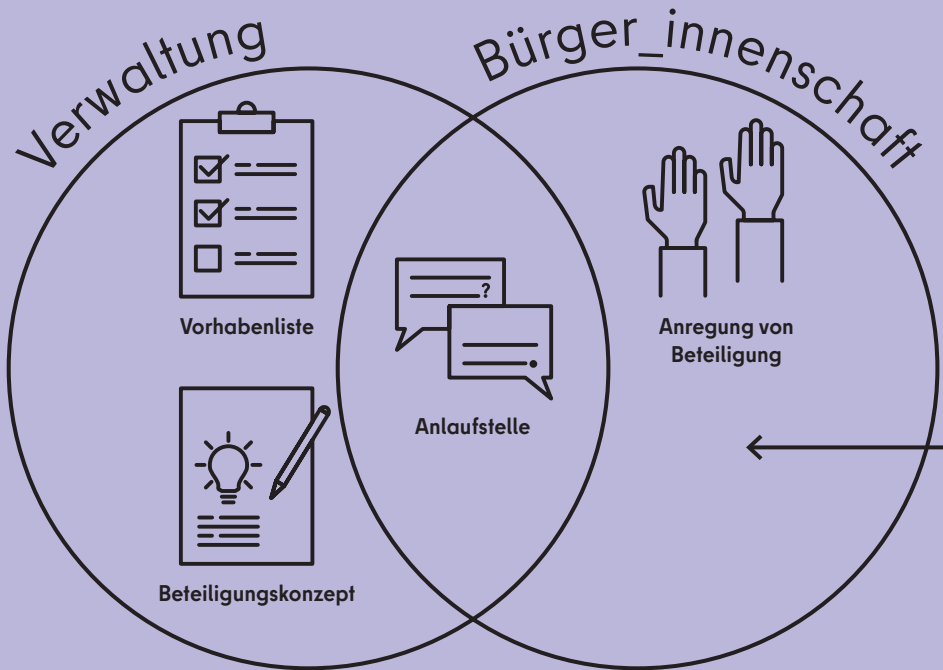 Verwaltung
Bürger_innenschaft
Vorhabenliste
?
Anregung von
Beteiligung
Anlaufstelle
Beteiligungskonzept